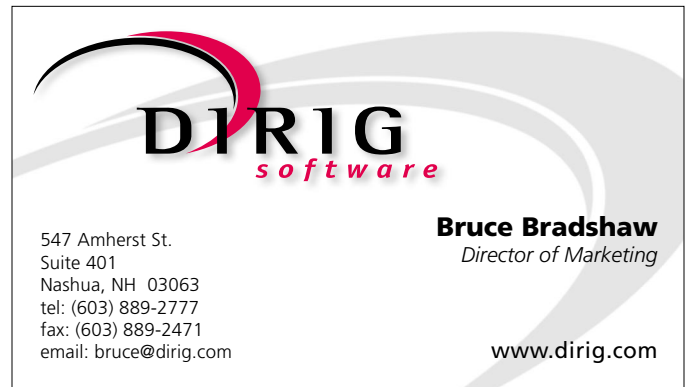 DIRIG
software
Bruce Bradshaw
Director of Marketing
547 Amherst St.
Suite 401
Nashua, NH  03063
tel: (603) 889-2777
fax: (603) 889-2471
email: bruce@dirig.com
www.dirig.com